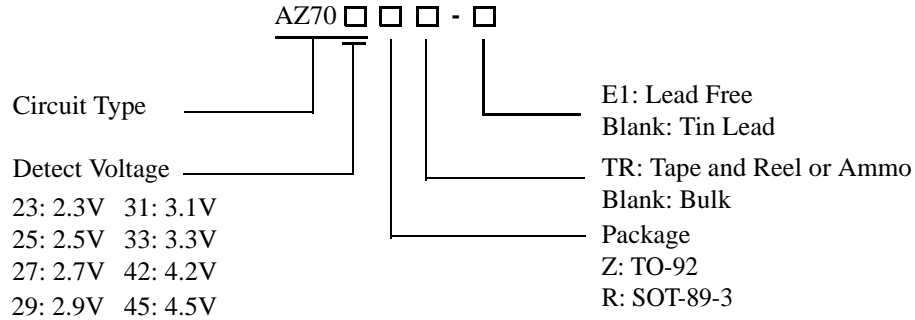 AZ70 □ □ □ - □
Circuit Type
Detect Voltage
23: 2.3V 31: 3.1V
25: 2.5V 33: 3.3V
27: 2.7V 42: 4.2V
29: 2.9V 45: 4.5V
E1: Lead Free
Blank: Tin Lead
TR: Tape and Reel or Ammo
Blank: Bulk
Package
Z: TO-92
R: SOT-89-3